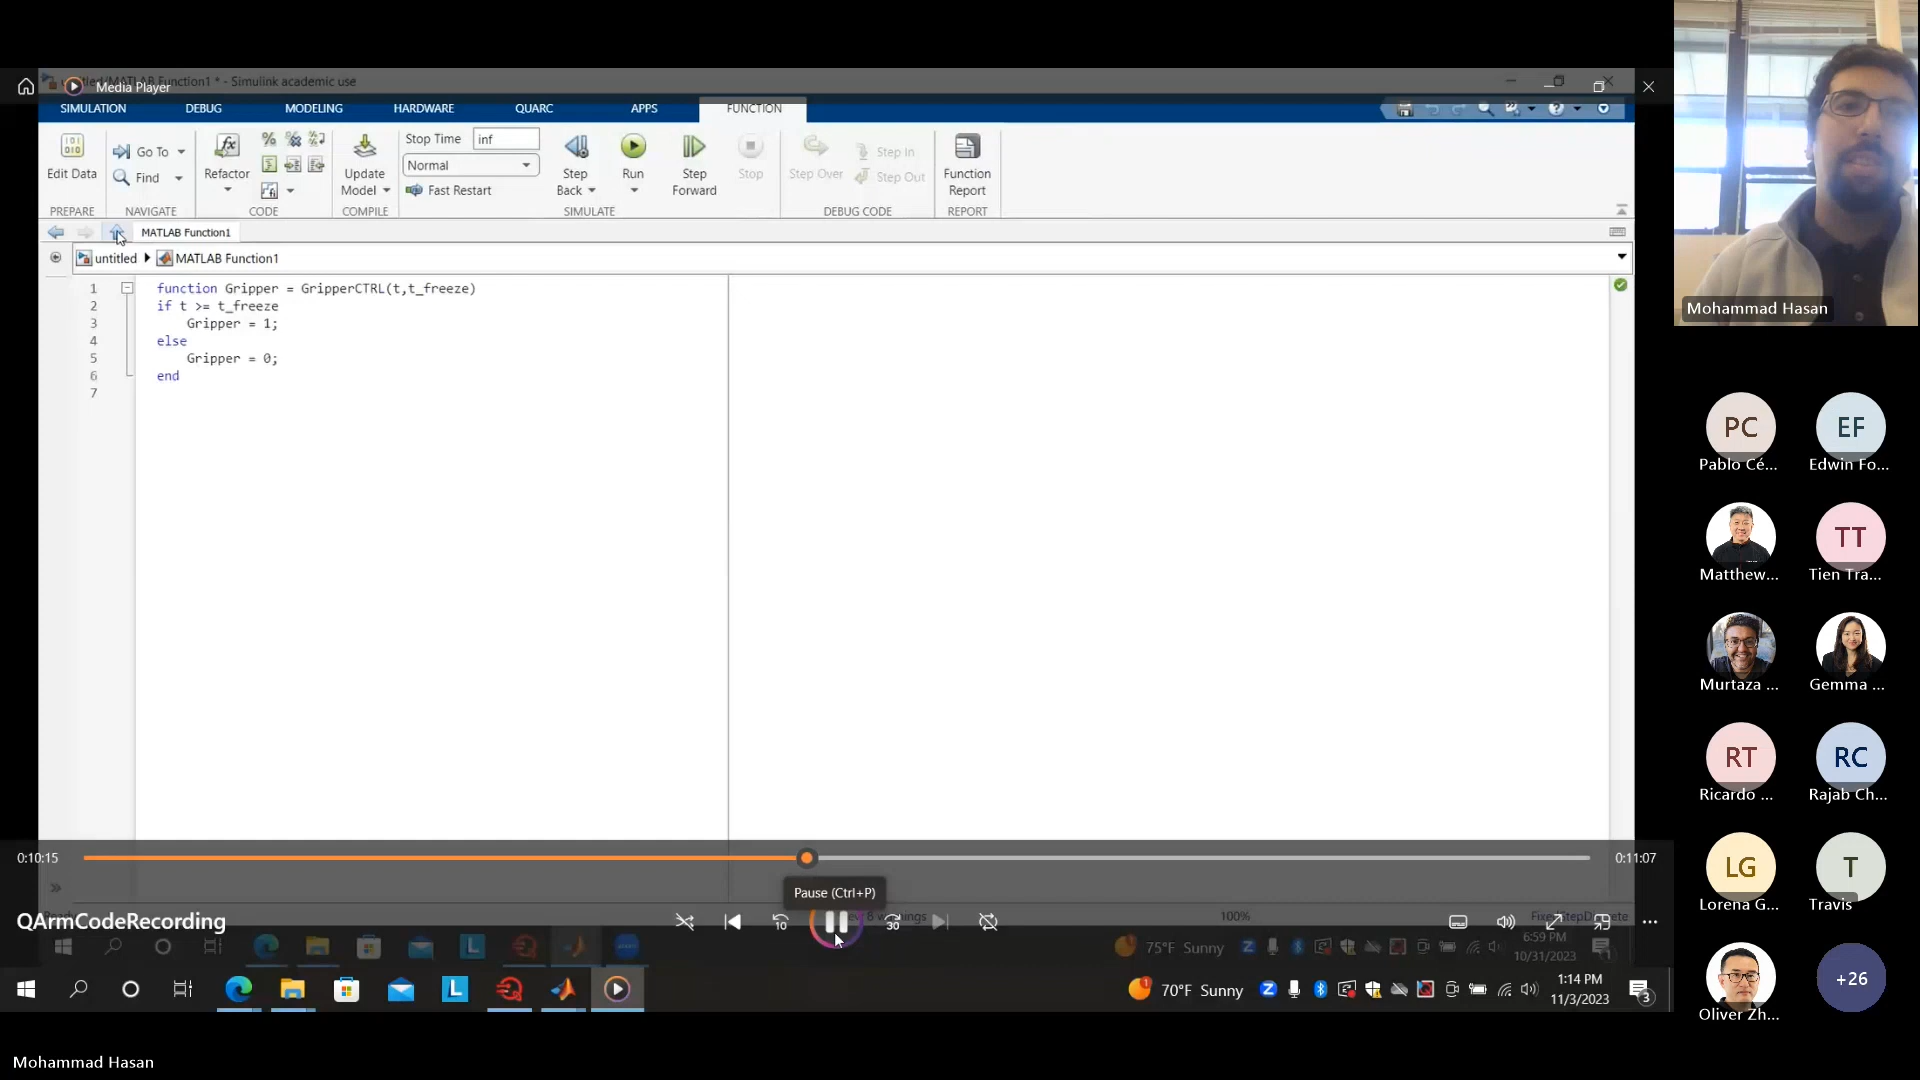 untitled/MATLAB Function1 * - Simulink academic use
Media Player
SIMULATION DEBUG MODELING HARDWARE QUARC APPS FUNCTION
Edit Data
Go To
Find
Refactor
Update
Model
Stop Time inf
Normal
Fast Restart
Step
Back
Run
Step
Forward
Stop
Step Over
Step In
Step Out
Function
Report
PREPARE NAVIGATE CODE COMPILE SIMULATE DEBUG CODE REPORT
MATLAB Function1
untitled MATLAB Function1
1 function Gripper = GripperCTRL(t,t_freeze)
2 if t >= t_freeze
3 Gripper = 1;
4 else
5 Gripper = 0;
6 end
7
0:10:15
0:11:07
Pause (Ctrl+P)
QArmCodeRecording
10
30
8 warnings
100%
FixedStepDiscrete
75°F Sunny
6:59 PM
10/31/2023
70°F Sunny
1:14 PM
11/3/2023
3
Mohammad Hasan
PC EF
Pablo Cé... Edwin Fo...
TT
Matthew... Tien Tra...
Murtaza ... Gemma ...
RT RC
Ricardo ... Rajab Ch...
LG T
Lorena G... Travis
+26
Oliver Zh...
Mohammad Hasan